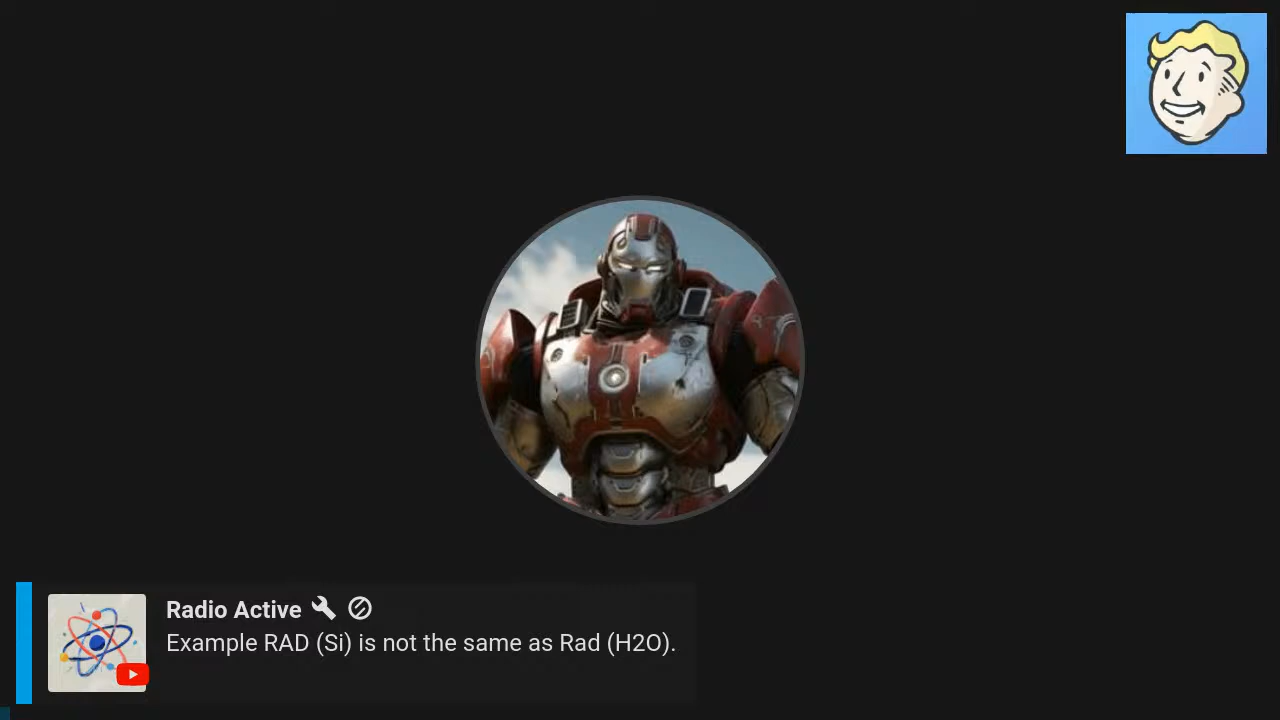 Radio Active
Example RAD (Si) is not the same as Rad (H2O).